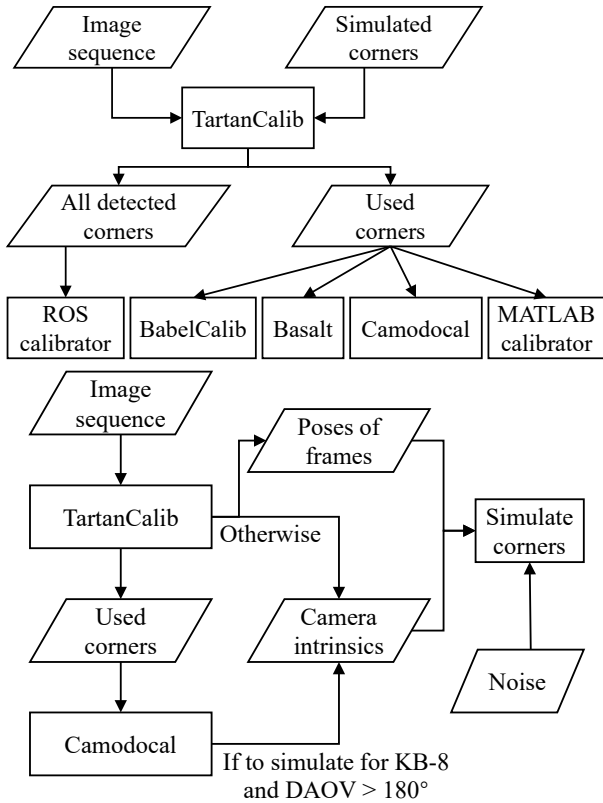 Image
sequence
Simulated
corners
TartanCalib
All detected
corners
Used
corners
ROS
calibrator
BabelCalib
Basalt
Camodocal
MATLAB
calibrator
Image
sequence
Poses of
frames
TartanCalib
Otherwise
Simulate
corners
Used
corners
Camera
intrinsics
Noise
Camodocal
If to simulate for KB-8
and DAOV > 180°